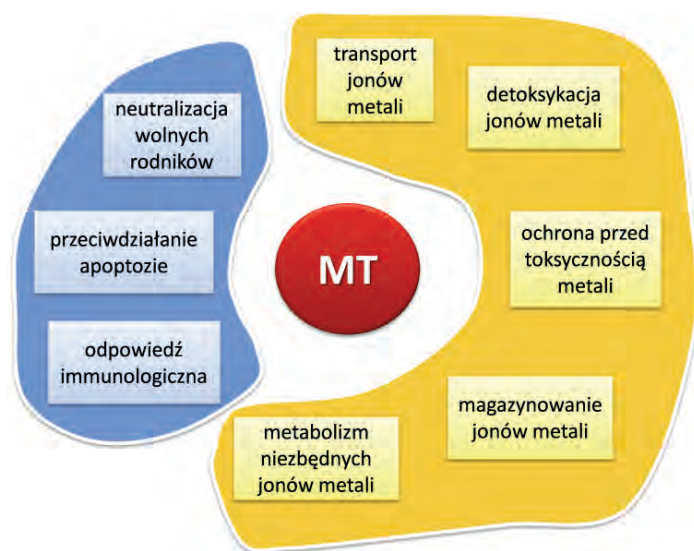 neutralizacja
wolnych
rodników
przeciwdziałanie
apoptozie
odpowiedź
immunologiczna
MT
transport
jonów
metali
detoksykacja
jonów metali
ochrona przed
toksycznością
metali
magazynowanie
jonów metali
metabolizm
niezbędnych
jonów metali